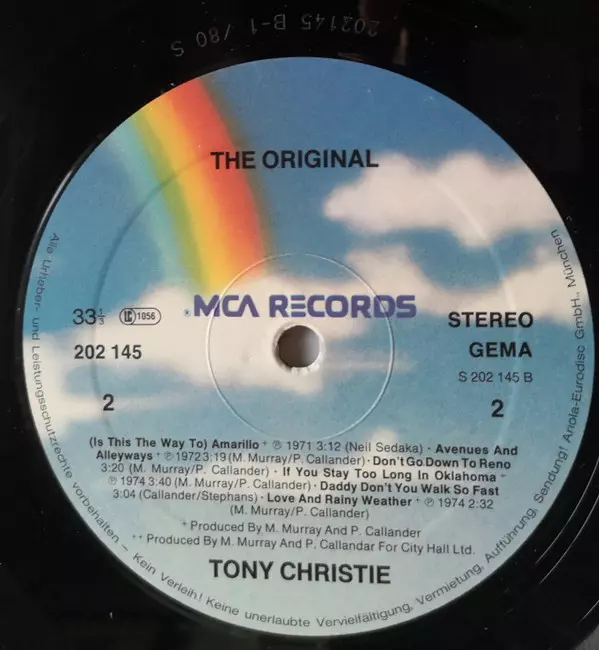 202145 B-1 /80 S
THE ORIGINAL
MCA RECORDS
33⅓
LC 1056
202 145
2
STEREO
GEMA
S 202 145 B
2
(Is This The Way To) Amarillo + ℗ 1971 3:12 (Neil Sedaka) · Avenues And
Alleyways + ℗ 1972 3:19 (M. Murray/P. Callander) · Don't Go Down To Reno
3:20 (M. Murray/P. Callander) · If You Stay Too Long In Oklahoma +
℗ 1974 3:40 (M. Murray/P. Callander) · Daddy Don't You Walk So Fast
3:04 (Callander/Stephans) · Love And Rainy Weather + ℗ 1974 2:32
(M. Murray/P. Callander)
+ Produced By M. Murray And P. Callander
++ Produced By M. Murray And P. Callandar For City Hall Ltd.
TONY CHRISTIE
Alle Urheber- und Leistungsschutzrechte vorbehalten – Kein Verleih! Keine unerlaubte Vervielfältigung, Vermietung, Aufführung, Sendung! Ariola-Eurodisc GmbH., München